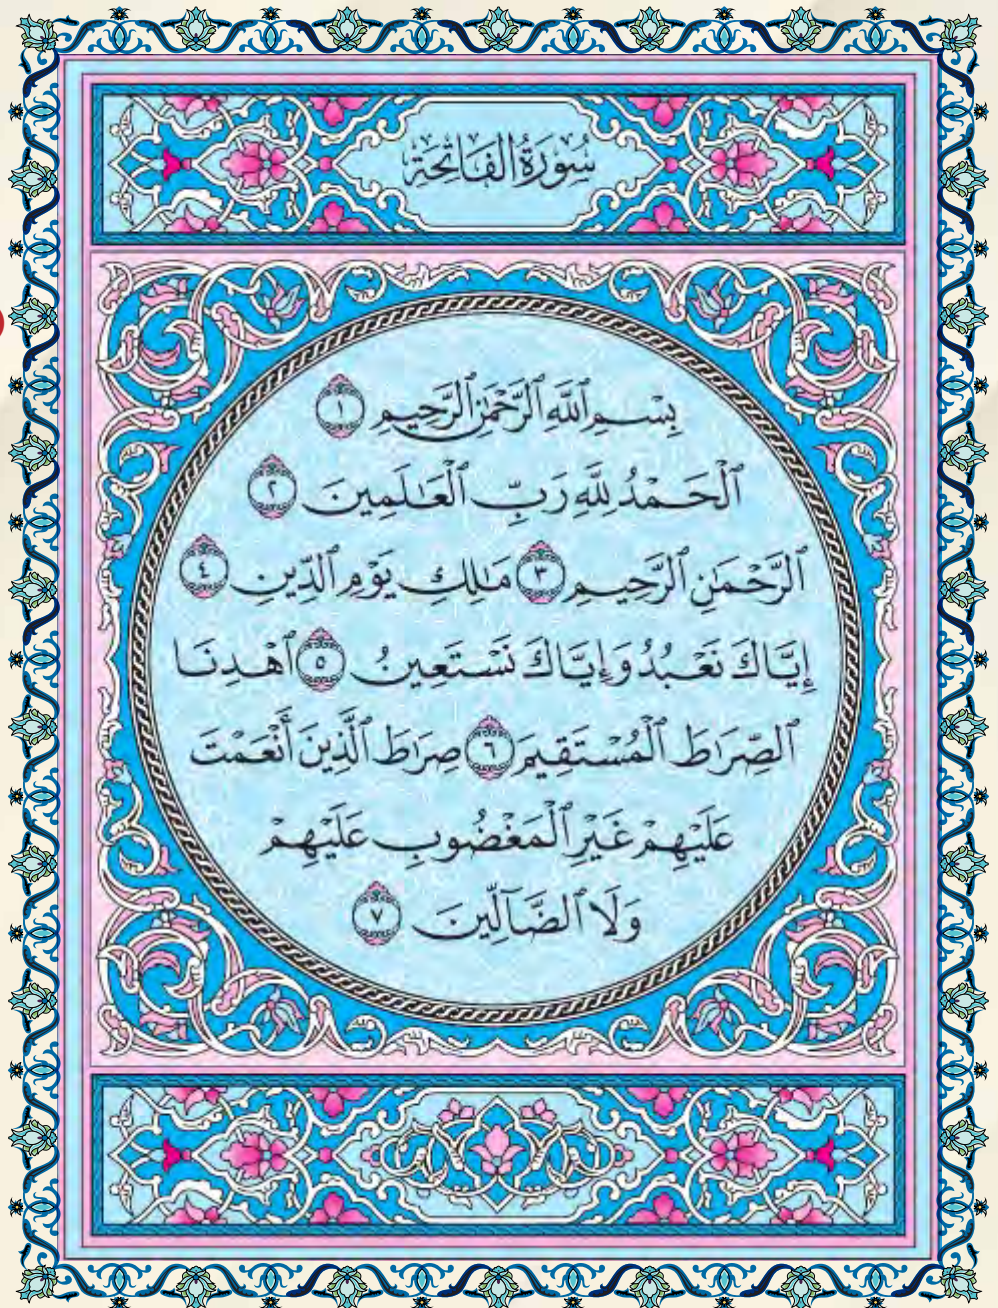 سُورَةُ الفَاتِحَةِ
بِسْمِ ٱللَّهِ ٱلرَّحْمَٰنِ ٱلرَّحِيمِ ١
ٱلْحَمْدُ لِلَّهِ رَبِّ ٱلْعَٰلَمِينَ ٢
ٱلرَّحْمَٰنِ ٱلرَّحِيمِ ٣ مَٰلِكِ يَوْمِ ٱلدِّينِ ٤
إِيَّاكَ نَعْبُدُ وَإِيَّاكَ نَسْتَعِينُ ٥ ٱهْدِنَا
ٱلصِّرَٰطَ ٱلْمُسْتَقِيمَ ٦ صِرَٰطَ ٱلَّذِينَ أَنْعَمْتَ
عَلَيْهِمْ غَيْرِ ٱلْمَغْضُوبِ عَلَيْهِمْ
وَلَا ٱلضَّآلِّينَ ٧